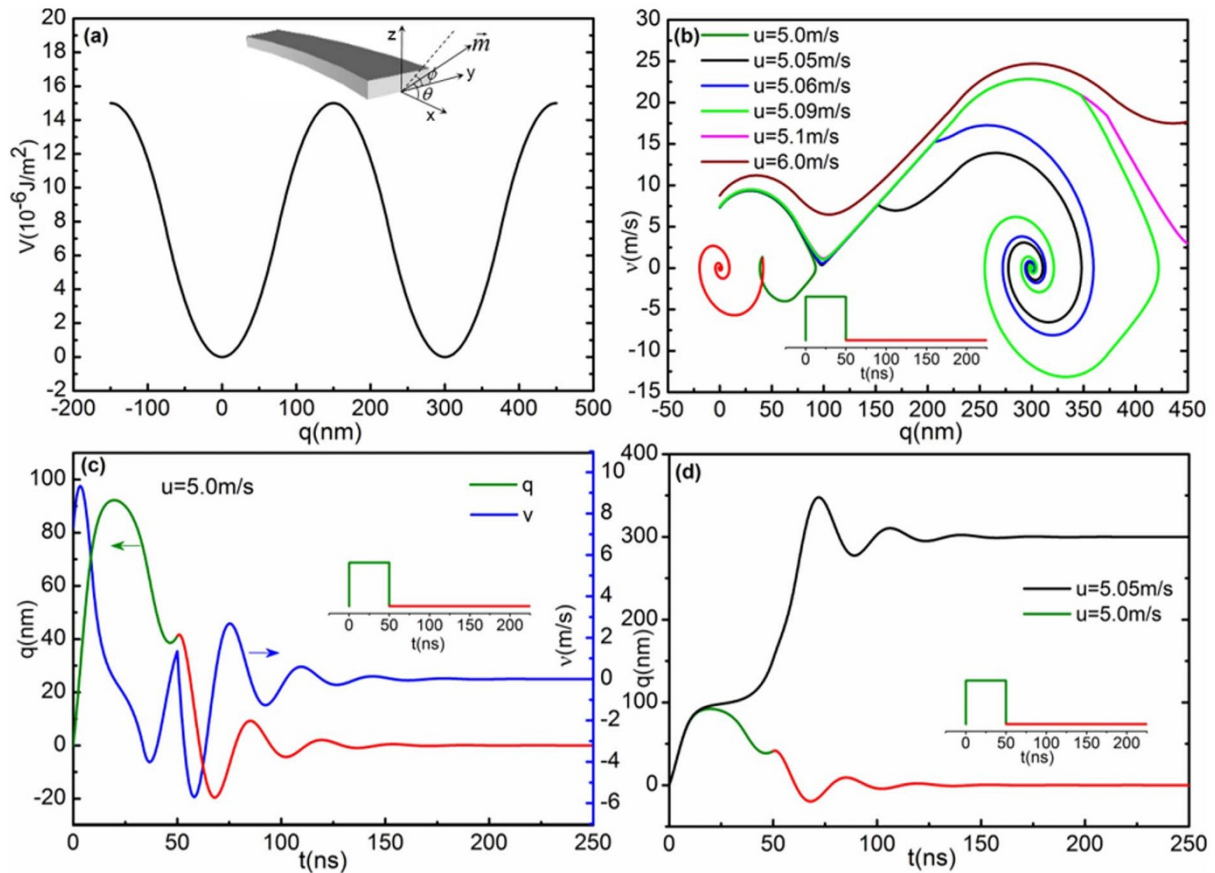 (a)
20
18
16
14
12
10
8
6
4
2
0
-2
V(10⁻⁶J/m²)
-200 -100 0 100 200 300 400 500
q(nm)
z
m
ϕ
y
θ
x
(b)
30
25
20
15
10
5
0
-5
-10
-15
ν(m/s)
u=5.0m/s
u=5.05m/s
u=5.06m/s
u=5.09m/s
u=5.1m/s
u=6.0m/s
0 50 100 150 200
t(ns)
-50 0 50 100 150 200 250 300 350 400 450
q(nm)
(c)
u=5.0m/s
q
v
100
80
60
40
20
0
-20
q(nm)
10
8
6
4
2
0
-2
-4
-6
ν(m/s)
0 50 100 150 200
t(ns)
0 50 100 150 200 250
t(ns)
(d)
400
300
200
100
0
q(nm)
u=5.05m/s
u=5.0m/s
0 50 100 150 200
t(ns)
0 50 100 150 200 250
t(ns)